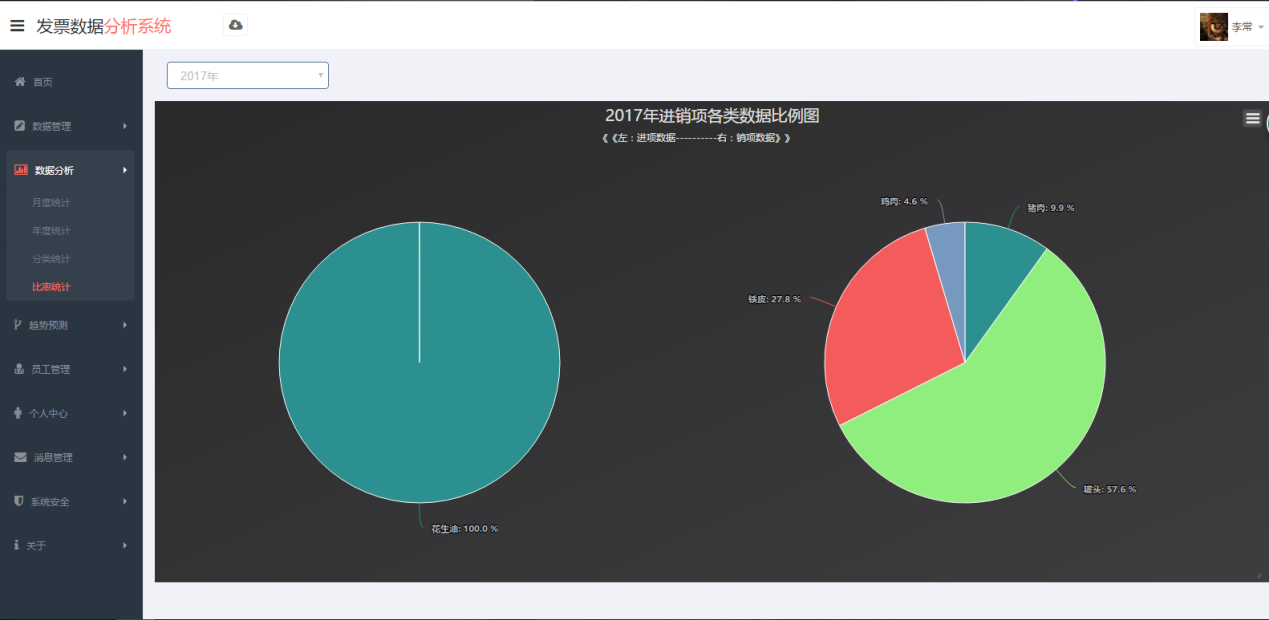 发票数据分析系统
李常
首页
数据管理
数据分析
月度统计
年度统计
分类统计
比率统计
趋势预测
员工管理
个人中心
消息管理
系统安全
关于
2017年
2017年进销项各类数据比例图
《《左：进项数据----------右：销项数据》》
花生油: 100.0 %
鸡肉: 4.6 %
猪肉: 9.9 %
铁皮: 27.8 %
罐头: 57.6 %